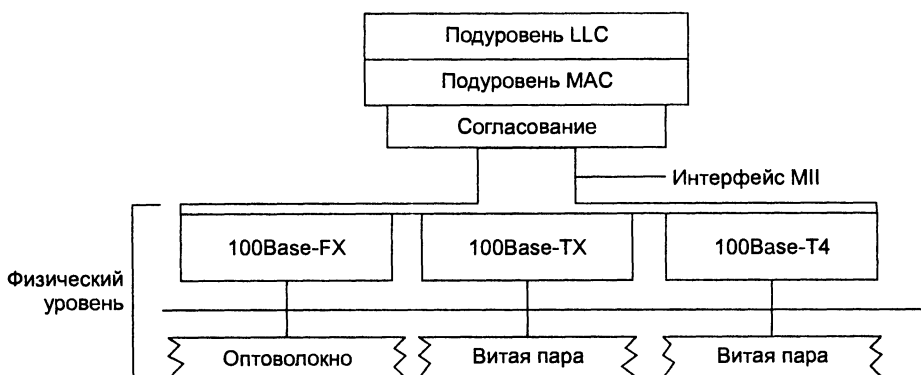 Подуровень LLC
Подуровень MAC
Согласование
Интерфейс MII
100Base-FX
100Base-TX
100Base-T4
Физический
уровень
Оптоволокно
Витая пара
Витая пара